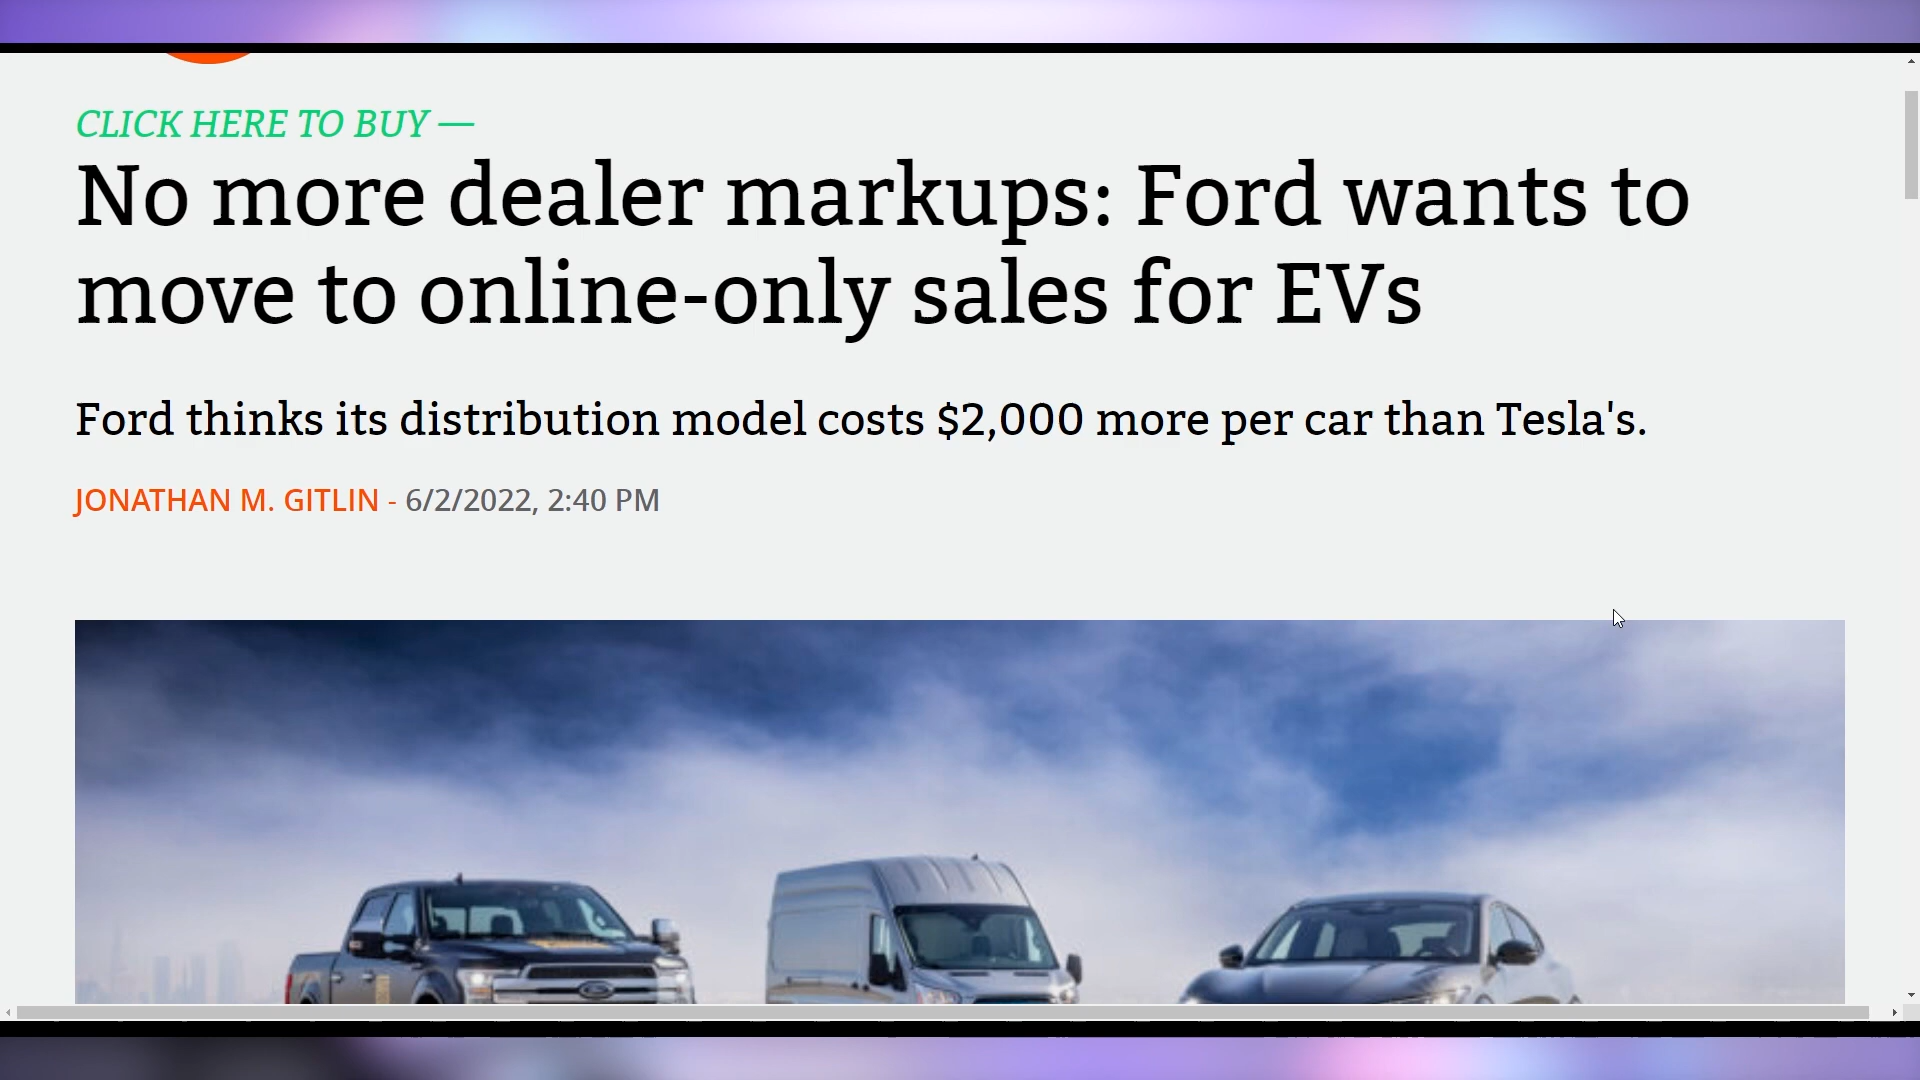 CLICK HERE TO BUY —
No more dealer markups: Ford wants to
move to online-only sales for EVs
Ford thinks its distribution model costs $2,000 more per car than Tesla's.
JONATHAN M. GITLIN - 6/2/2022, 2:40 PM